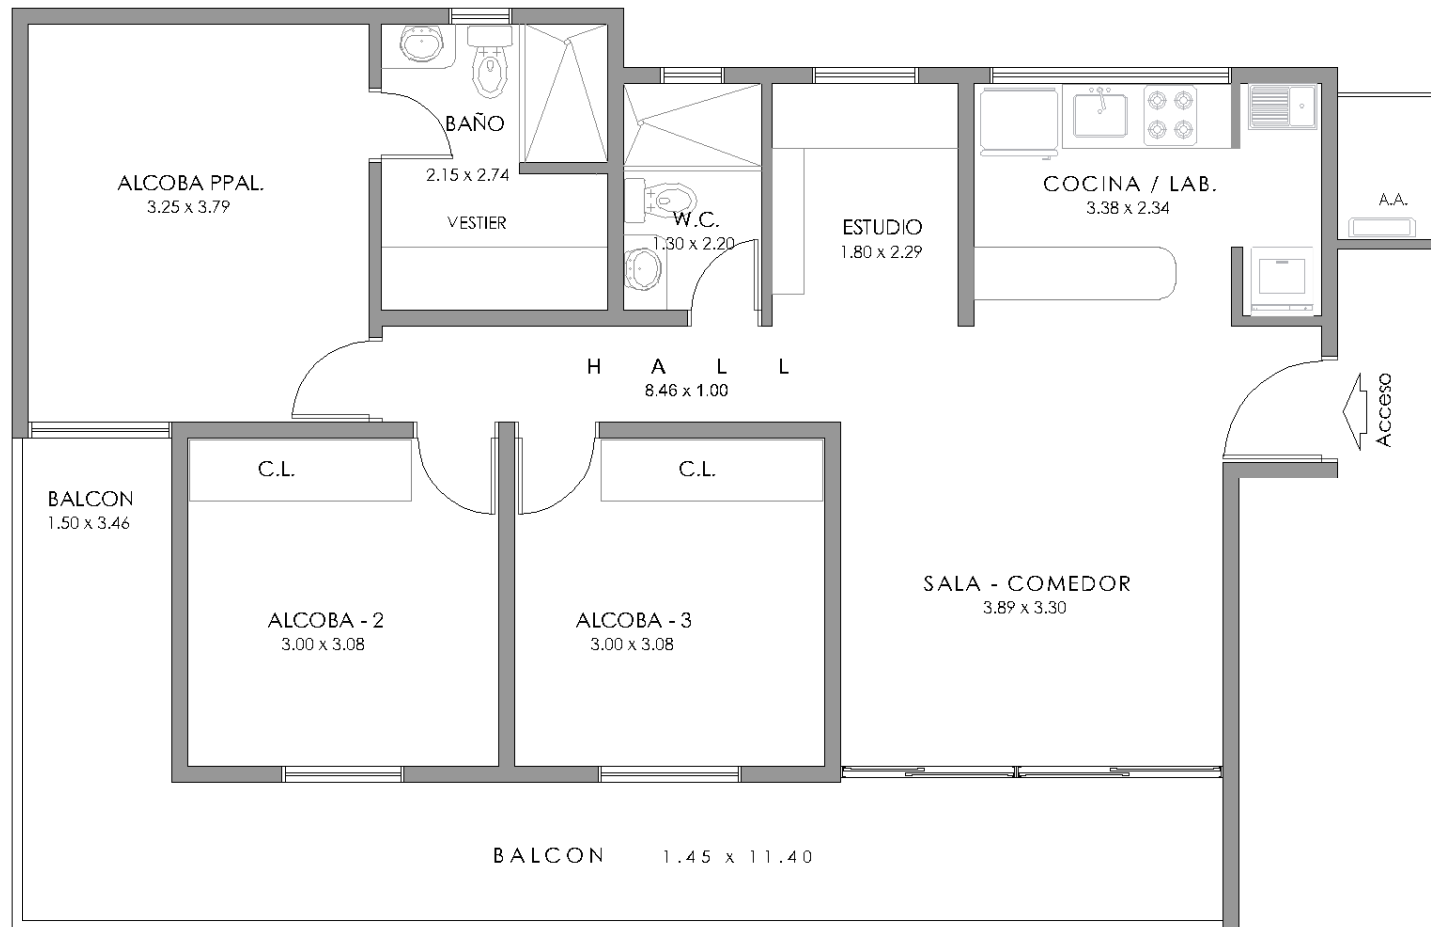 BAÑO
2.15 x 2.74
VESTIER
ALCOBA PPAL.
3.25 x 3.79
W.C.
1.30 x 2.20
ESTUDIO
1.80 x 2.29
COCINA / LAB.
3.38 x 2.34
A.A.
HALL
8.46 x 1.00
Acceso
C.L.
C.L.
BALCON
1.50 x 3.46
ALCOBA - 2
3.00 x 3.08
ALCOBA - 3
3.00 x 3.08
SALA - COMEDOR
3.89 x 3.30
BALCON 1.45 x 11.40